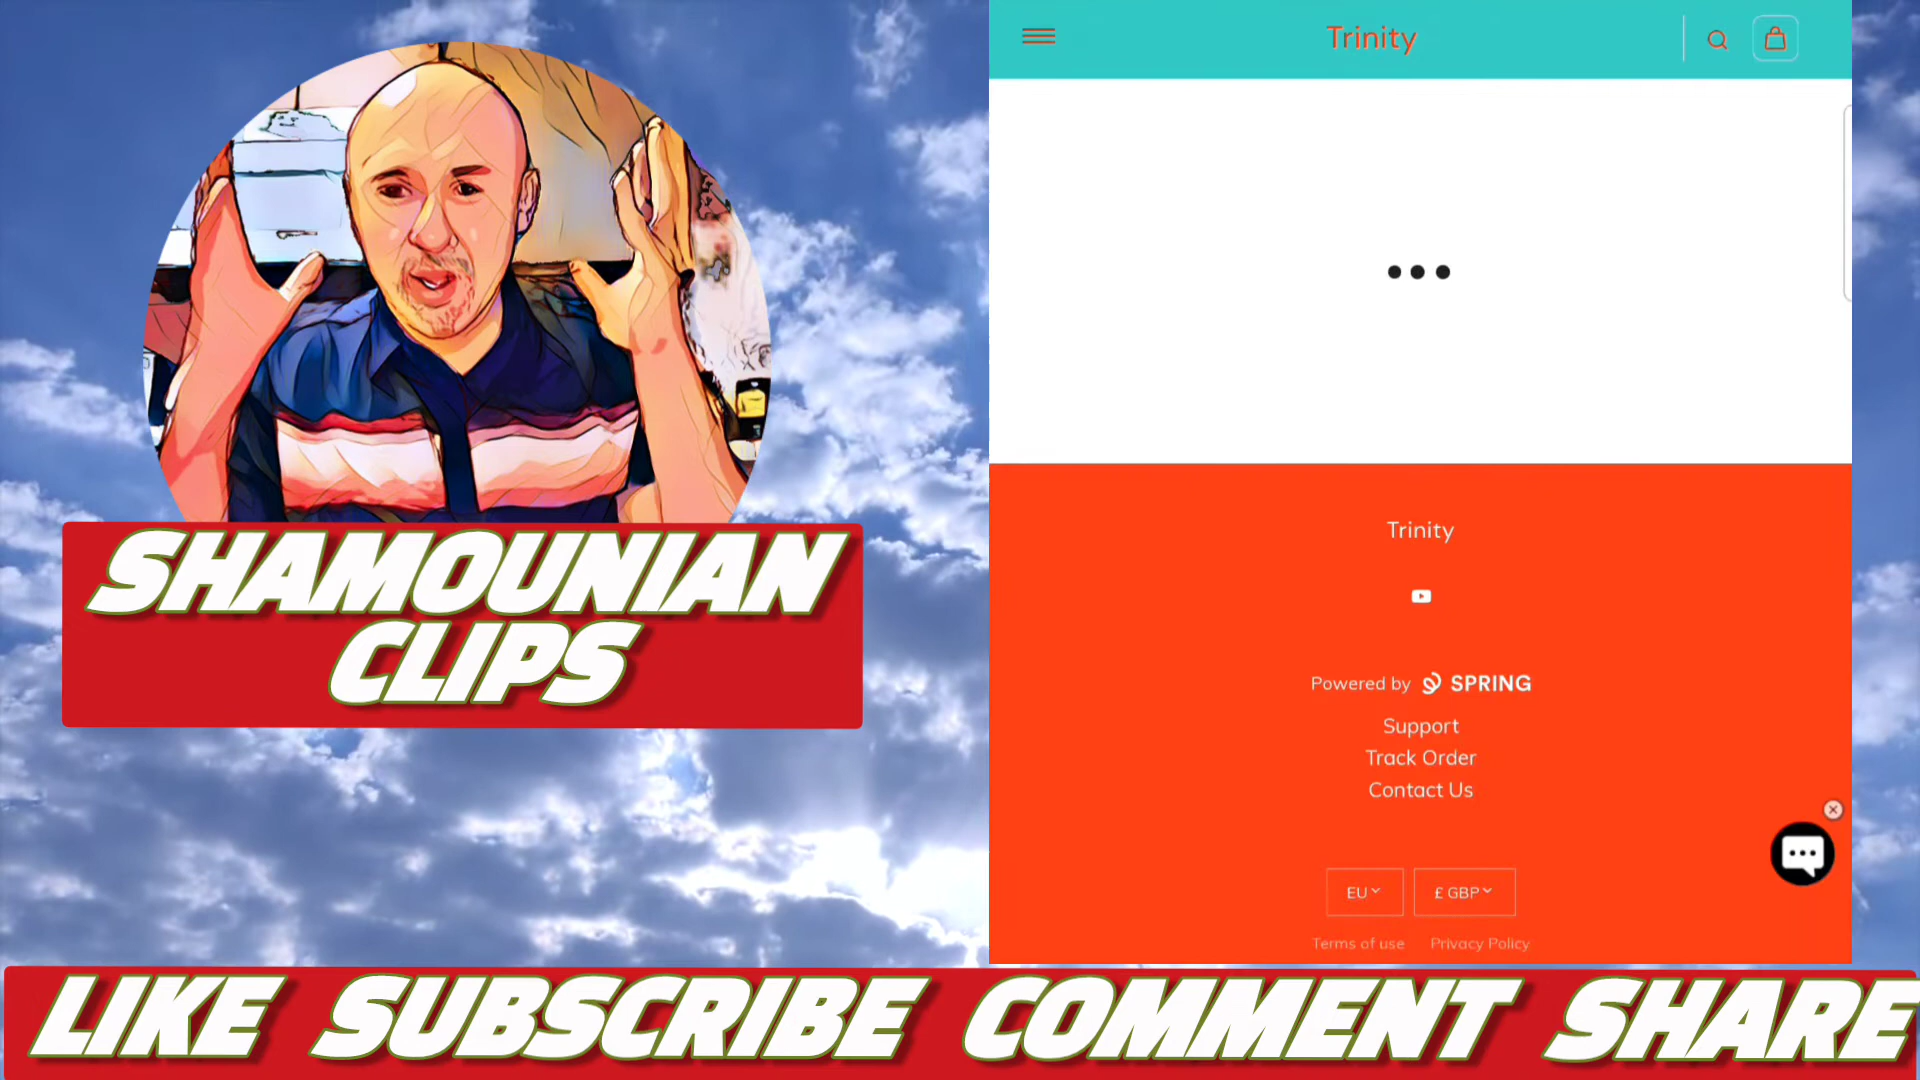 Trinity
SHAMOUNIAN
CLIPS
Trinity
Powered by SPRING
Support
Track Order
Contact Us
EU £ GBP
Terms of use Privacy Policy
LIKE SUBSCRIBE COMMENT SHARE